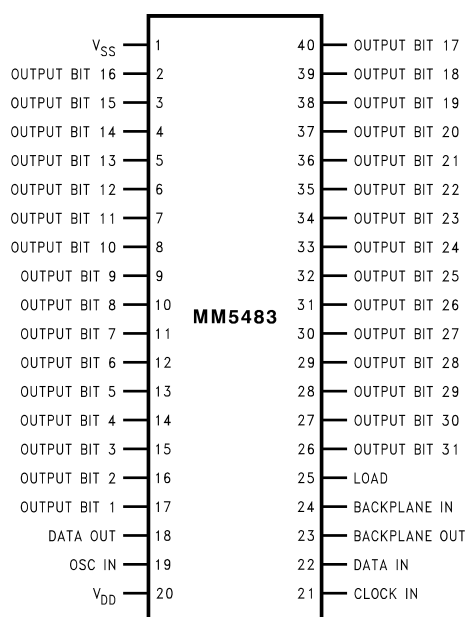 V_SS 1 40 OUTPUT BIT 17
OUTPUT BIT 16 2 39 OUTPUT BIT 18
OUTPUT BIT 15 3 38 OUTPUT BIT 19
OUTPUT BIT 14 4 37 OUTPUT BIT 20
OUTPUT BIT 13 5 36 OUTPUT BIT 21
OUTPUT BIT 12 6 35 OUTPUT BIT 22
OUTPUT BIT 11 7 34 OUTPUT BIT 23
OUTPUT BIT 10 8 33 OUTPUT BIT 24
OUTPUT BIT 9 9 32 OUTPUT BIT 25
OUTPUT BIT 8 10 31 OUTPUT BIT 26
MM5483
OUTPUT BIT 7 11 30 OUTPUT BIT 27
OUTPUT BIT 6 12 29 OUTPUT BIT 28
OUTPUT BIT 5 13 28 OUTPUT BIT 29
OUTPUT BIT 4 14 27 OUTPUT BIT 30
OUTPUT BIT 3 15 26 OUTPUT BIT 31
OUTPUT BIT 2 16 25 LOAD
OUTPUT BIT 1 17 24 BACKPLANE IN
DATA OUT 18 23 BACKPLANE OUT
OSC IN 19 22 DATA IN
V_DD 20 21 CLOCK IN